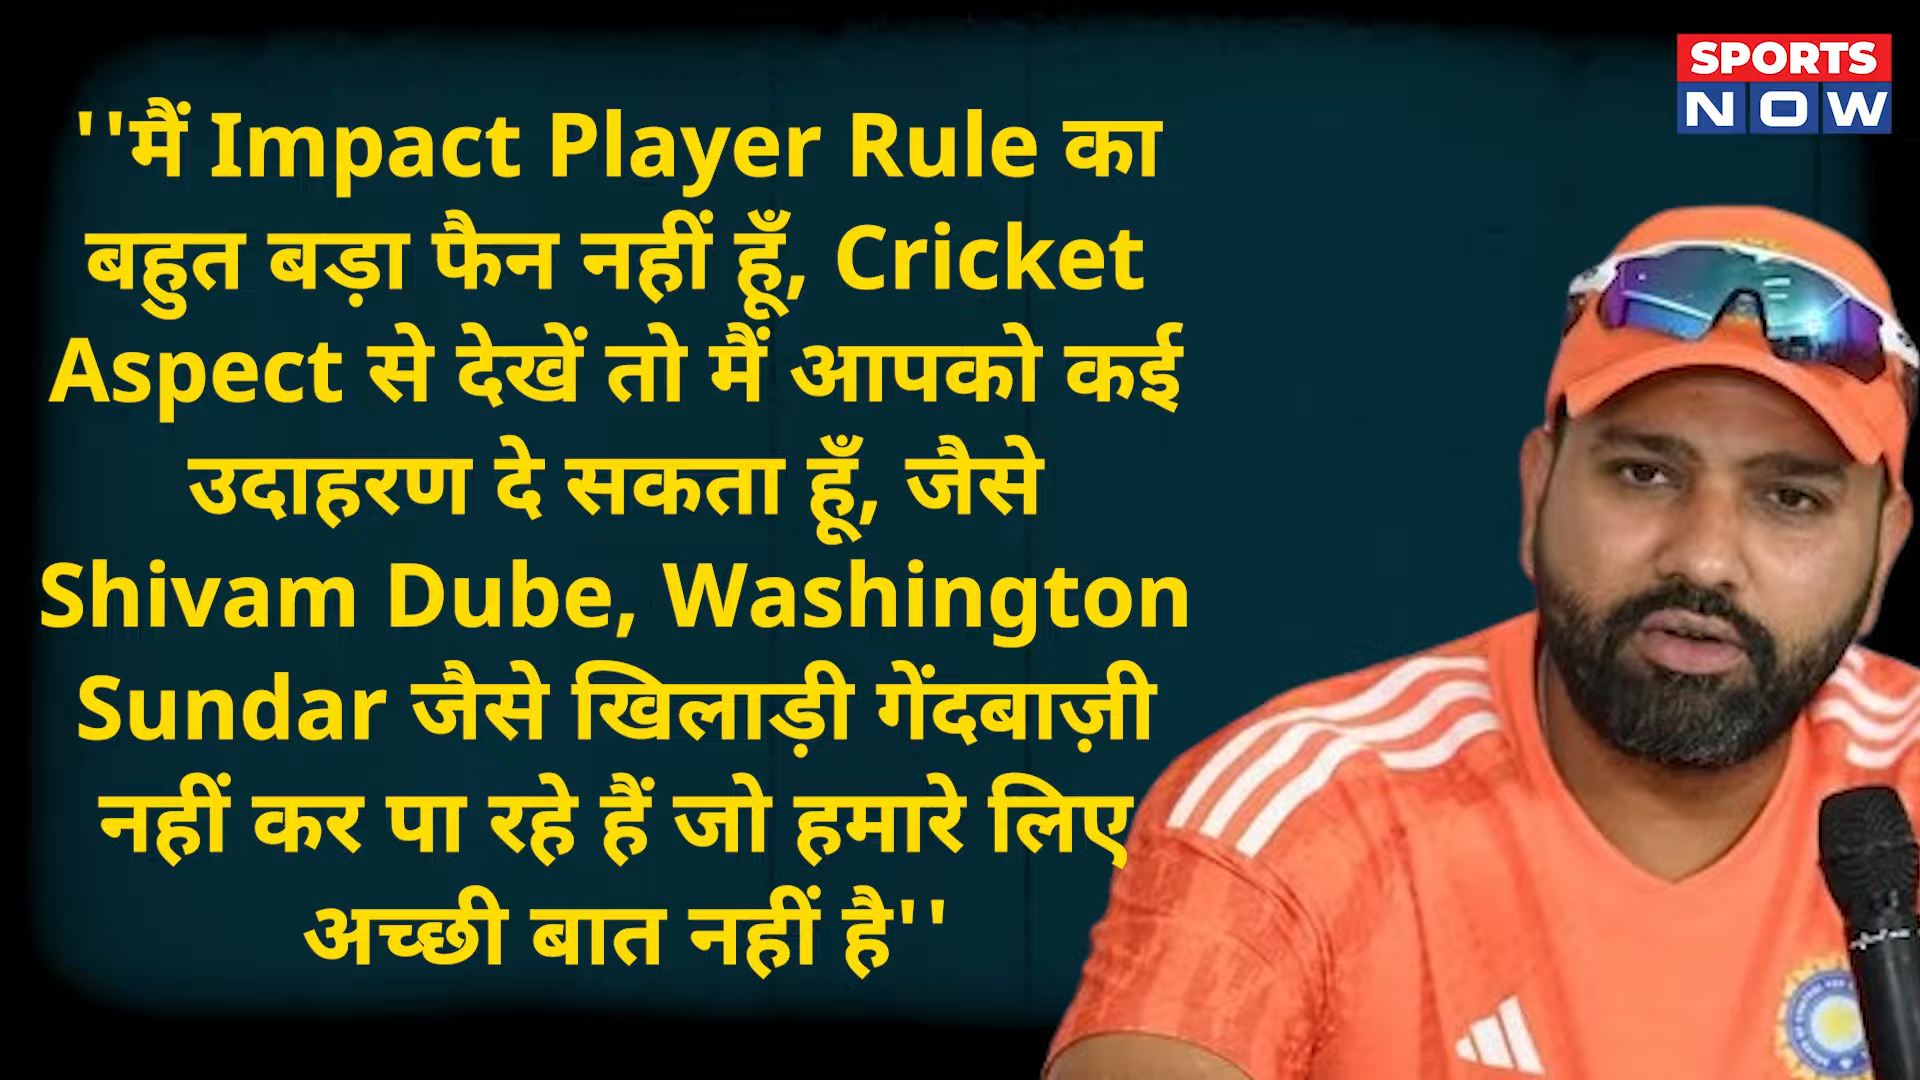 SPORTS
NOW
''मैं Impact Player Rule का
बहुत बड़ा फैन नहीं हूँ, Cricket
Aspect से देखें तो मैं आपको कई
उदाहरण दे सकता हूँ, जैसे
Shivam Dube, Washington
Sundar जैसे खिलाड़ी गेंदबाज़ी
नहीं कर पा रहे हैं जो हमारे लिए
अच्छी बात नहीं है''